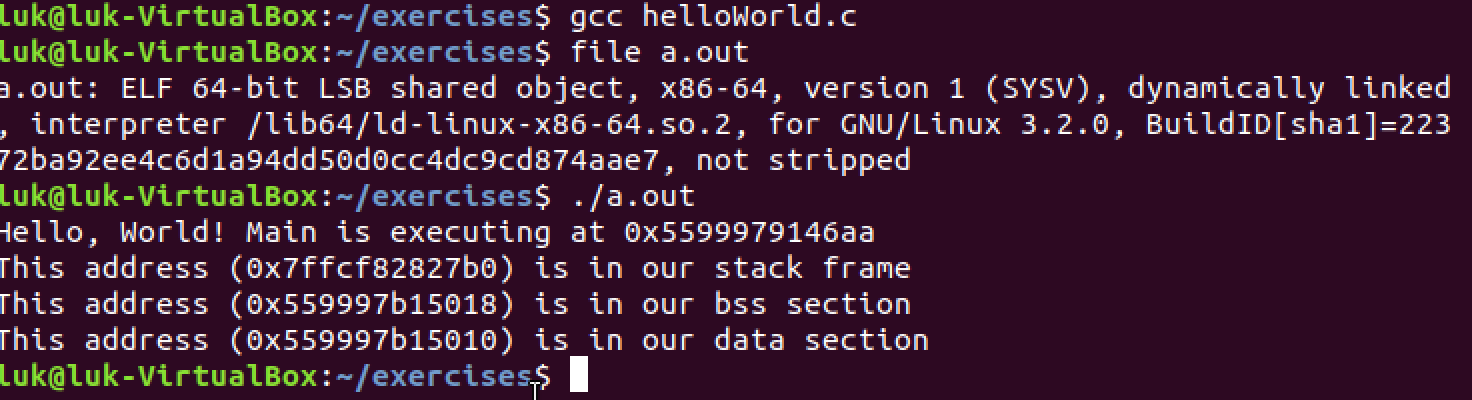 luk@luk-VirtualBox:~/exercises$ gcc helloWorld.c
luk@luk-VirtualBox:~/exercises$ file a.out
a.out: ELF 64-bit LSB shared object, x86-64, version 1 (SYSV), dynamically linked
, interpreter /lib64/ld-linux-x86-64.so.2, for GNU/Linux 3.2.0, BuildID[sha1]=223
72ba92ee4c6d1a94dd50d0cc4dc9cd874aae7, not stripped
luk@luk-VirtualBox:~/exercises$ ./a.out
Hello, World! Main is executing at 0x5599979146aa
This address (0x7ffcf82827b0) is in our stack frame
This address (0x559997b15018) is in our bss section
This address (0x559997b15010) is in our data section
luk@luk-VirtualBox:~/exercises$